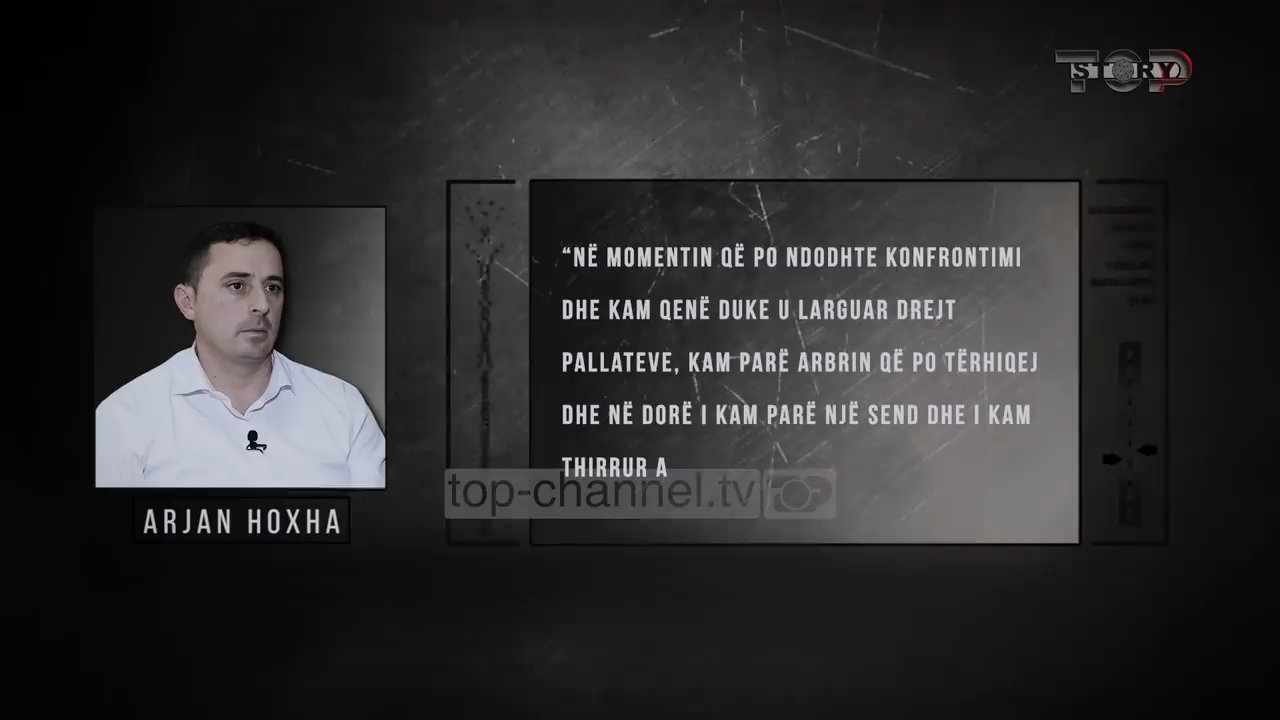 TOP STORY
“NË MOMENTIN QË PO NDODHTE KONFRONTIMI
DHE KAM QENË DUKE U LARGUAR DREJT
PALLATEVE, KAM PARË ARBRIN QË PO TËRHIQEJ
DHE NË DORË I KAM PARË NJË SEND DHE I KAM
THIRRUR A
top-channel.tv TOP
ARJAN HOXHA